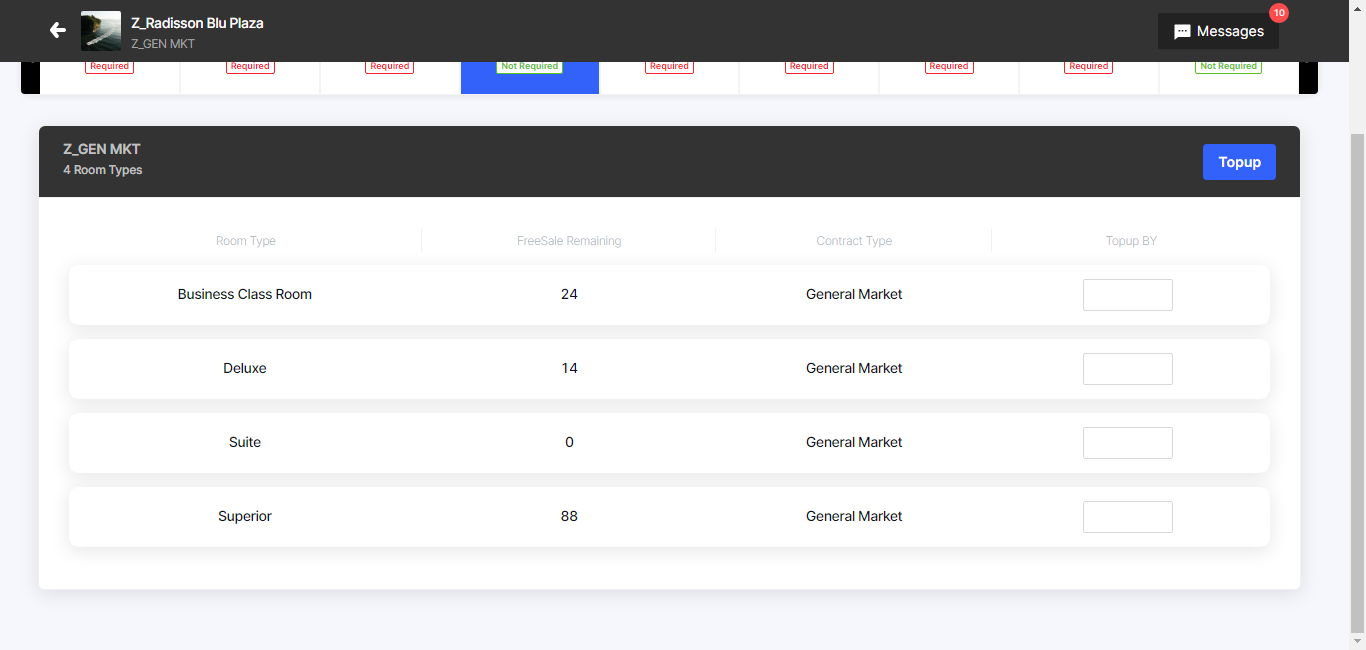 Z_Radisson Blu Plaza
Z_GEN MKT
10
Messages
Required Required Required Not Required Required Required Required Required Not Required
Z_GEN MKT
4 Room Types
Topup
Room Type FreeSale Remaining Contract Type Topup BY
Business Class Room 24 General Market
Deluxe 14 General Market
Suite 0 General Market
Superior 88 General Market